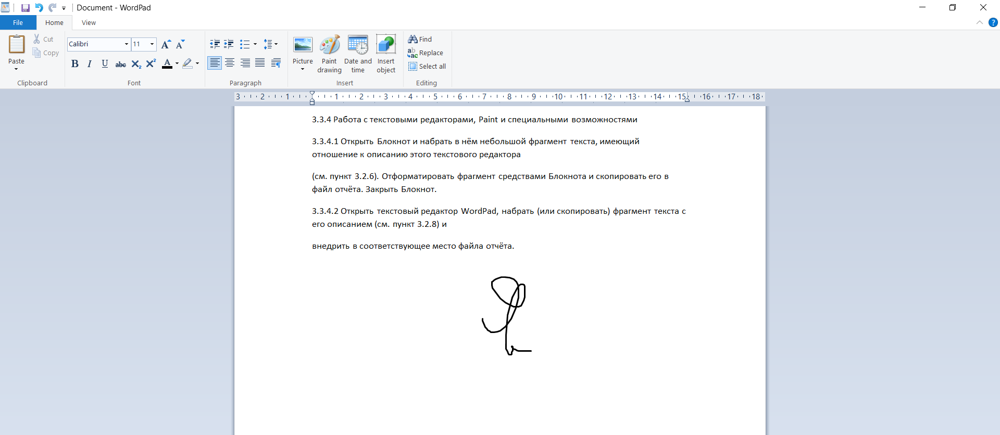 Document - WordPad
File Home View
Paste
Cut
Copy
Clipboard
Calibri 11
B I U abc X₂ X² A
Font
Paragraph
Picture
Paint drawing
Date and time
Insert object
Insert
Find
Replace
Select all
Editing
3 2 1 1 2 3 4 5 6 7 8 9 10 11 12 13 14 15 16 17 18
3.3.4 Работа с текстовыми редакторами, Paint и специальными возможностями
3.3.4.1 Открыть Блокнот и набрать в нём небольшой фрагмент текста, имеющий
отношение к описанию этого текстового редактора
(см. пункт 3.2.6). Отформатировать фрагмент средствами Блокнота и скопировать его в
файл отчёта. Закрыть Блокнот.
3.3.4.2 Открыть текстовый редактор WordPad, набрать (или скопировать) фрагмент текста с
его описанием (см. пункт 3.2.8) и
внедрить в соответствующее место файла отчёта.